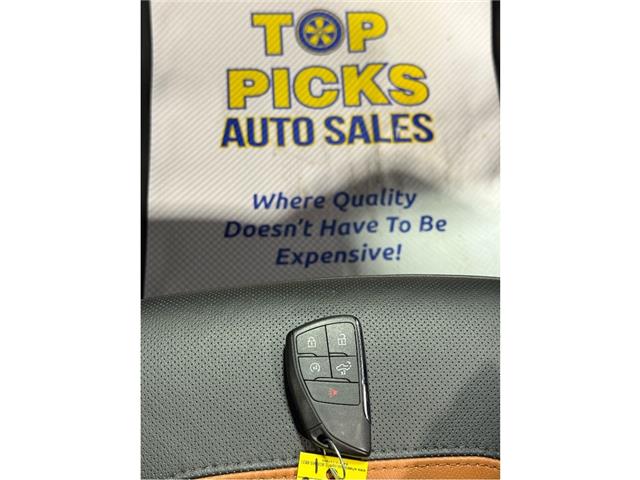 TOP
PICKS
AUTO SALES
Where Quality
Doesn't Have To Be
Expensive!